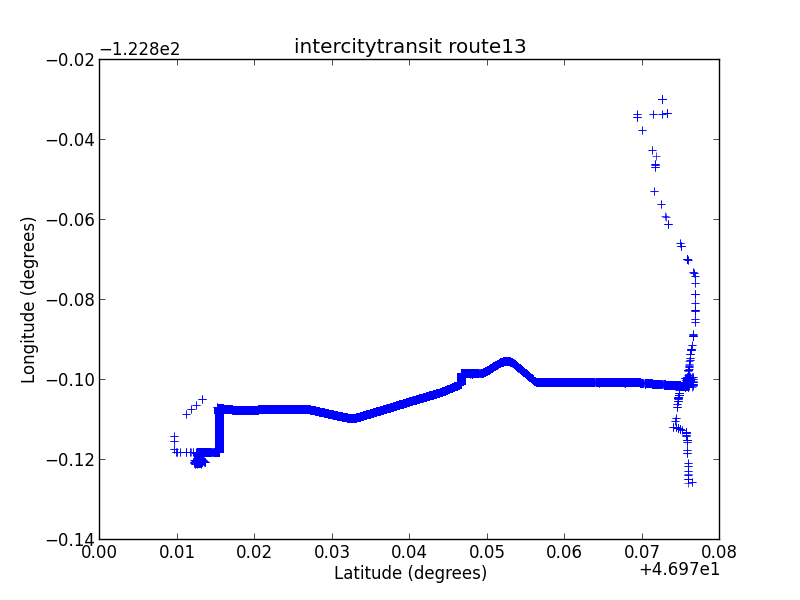 intercitytransit route13
−1.228e2
−0.02
−0.04
−0.06
−0.08
−0.10
−0.12
−0.14
Longitude (degrees)
0.00 0.01 0.02 0.03 0.04 0.05 0.06 0.07 0.08
Latitude (degrees)
+4.697e1